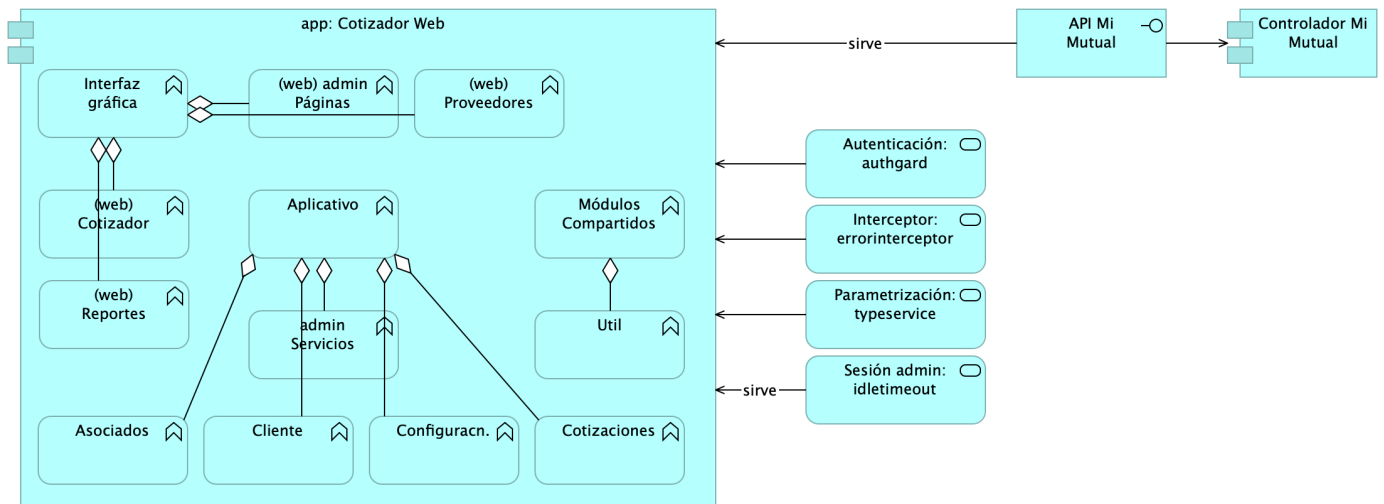 app: Cotizador Web
sirve
API Mi
Mutual
Controlador Mi
Mutual
Interfaz
gráfica
(web) admin
Páginas
(web)
Proveedores
Autenticación:
authgard
(web)
Cotizador
Aplicativo
Módulos
Compartidos
Interceptor:
errorinterceptor
(web)
Reportes
admin
Servicios
Util
Parametrización:
typeservice
sirve
Sesión admin:
idletimeout
Asociados
Cliente
Configuracn.
Cotizaciones